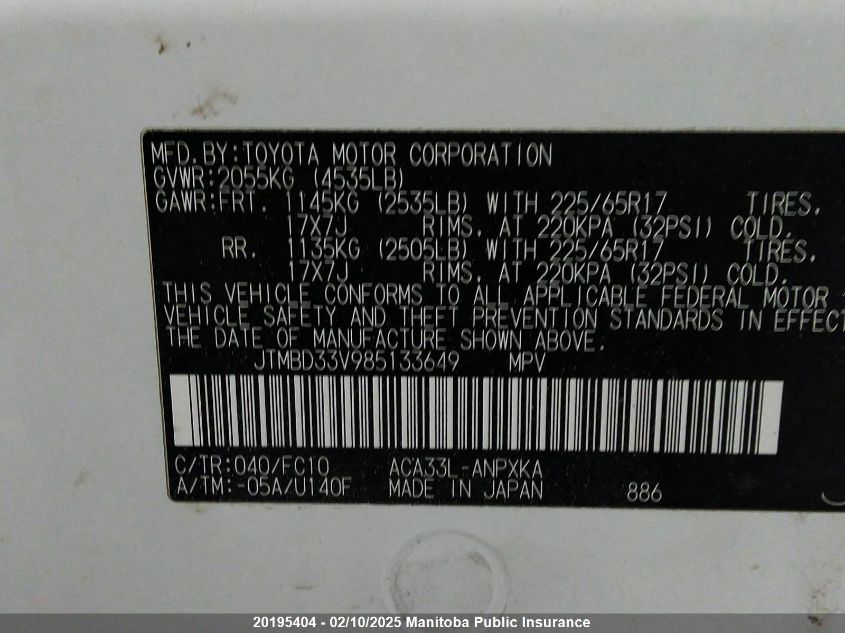 MFD.BY:TOYOTA MOTOR CORPORATION
GVWR:2055KG (4535LB)
GAWR:FRT. 1145KG (2535LB) WITH 225/65R17 TIRES,
17X7J RIMS, AT 220KPA (32PSI) COLD.
RR. 1135KG (2505LB) WITH 225/65R17 TIRES,
17X7J RIMS, AT 220KPA (32PSI) COLD.
THIS VEHICLE CONFORMS TO ALL APPLICABLE FEDERAL MOTOR
VEHICLE SAFETY AND THEFT PREVENTION STANDARDS IN EFFECT
THE DATE OF MANUFACTURE SHOWN ABOVE.
JTMBD33V985133649 MPV
C/TR:040/FC10 ACA33L-ANPXKA
A/TM:-05A/U140F MADE IN JAPAN 886
20195404 - 02/10/2025 Manitoba Public Insurance